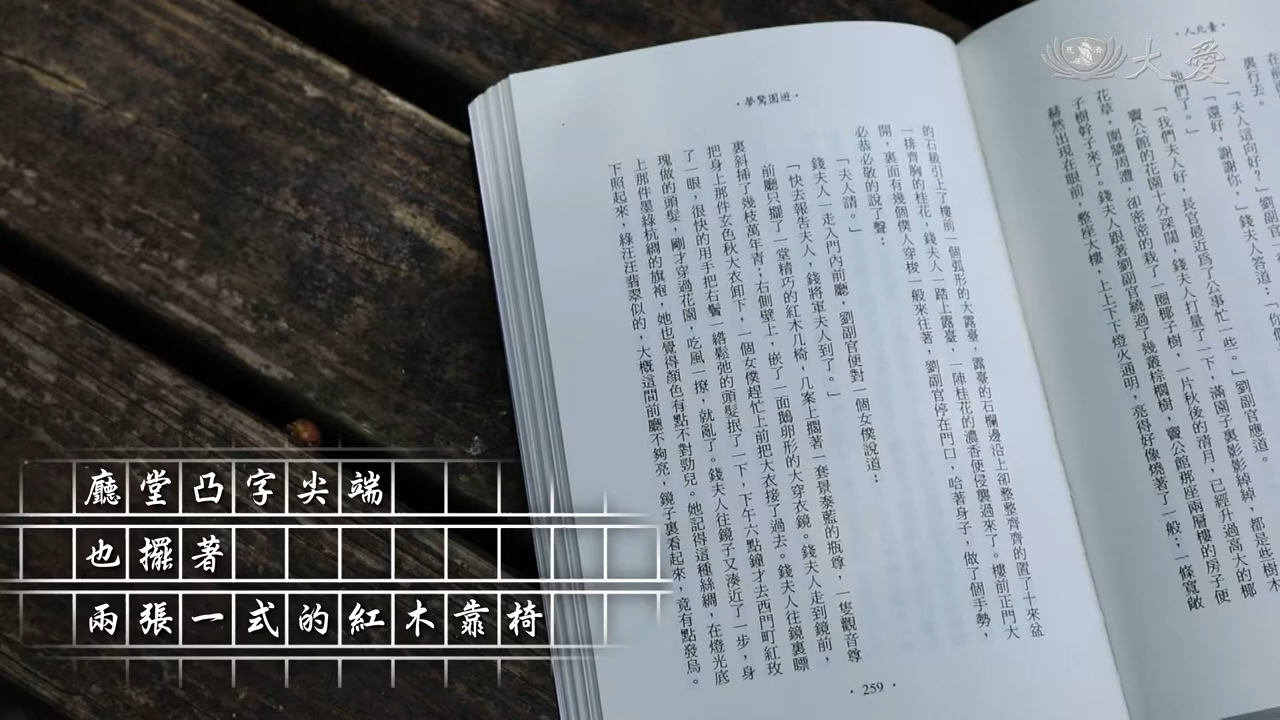 大愛
·臺北人·
在前
裏行去。
「夫人這向好？」劉副官
「還好，謝謝你，」錢夫人答道：「你們
他們了。」
「我們夫人好，長官最近爲了公事忙一些。」劉副官應道。
竇公館的花園十分深闊，錢夫人打量了一下，滿園子裏影影綽綽，都是些樹木
花草，圍牆周遭，卻密密的栽了一圈椰子樹，一片秋後的清月，已經升過高大的椰
子樹幹子來了。錢夫人跟著劉副官繞過了幾叢棕櫚樹，竇公館那座兩層樓的房子便
赫然出現在眼前，整座大樓，上上下下燈火通明，亮得好像燒著了一般；一條寬敞
·遊園驚夢·
的石級引上了樓前一個弧形的大露臺，露臺的石欄邊沿上卻整整齊齊的置了十來盆
一排齊胸的桂花，錢夫人一踏上露臺，一陣桂花的濃香便侵襲過來了。樓前正門大
開，裏面有幾個僕人穿梭一般來往著，劉副官停在門口，哈著身子，做了個手勢，
必恭必敬的說了聲：
「夫人請。」
錢夫人一走入門內前廳，劉副官便對一個女僕說道：
「快去報告夫人，錢將軍夫人到了。」
前廳只擺了一堂精巧的紅木几椅，几案上擱著一套景泰藍的瓶尊，一隻觀音尊
裏斜插了幾枝萬年青；右側壁上，嵌了一面鵝卵形的大穿衣鏡。錢夫人走到鏡前，
把身上那件玄色秋大衣卸下，一個女僕趕忙上前把大衣接了過去。錢夫人往鏡裏瞟
了一眼，很快的用手把右鬢一綹鬆弛的頭髮抿了一下，下午六點鐘才去西門町紅玫
瑰做的頭髮，剛才穿過花園，吃風一撩，就亂了。錢夫人往鏡子又湊近了一步，身
上那件墨綠杭綢的旗袍，她也覺得顏色有點不對勁兒。她記得這種絲綢，在燈光底
下照起來，綠汪汪翡翠似的，大概這間前廳不夠亮，鏡子裏看起來，竟有點發烏。
·259·
廳堂凸字尖端
也擺著
兩張一式的紅木靠椅